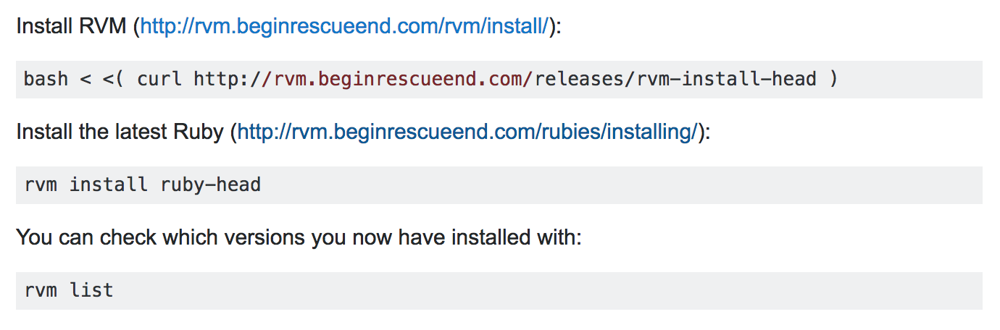 Install RVM (http://rvm.beginrescueend.com/rvm/install/):
bash < <( curl http://rvm.beginrescueend.com/releases/rvm-install-head )
Install the latest Ruby (http://rvm.beginrescueend.com/rubies/installing/):
rvm install ruby-head
You can check which versions you now have installed with:
rvm list